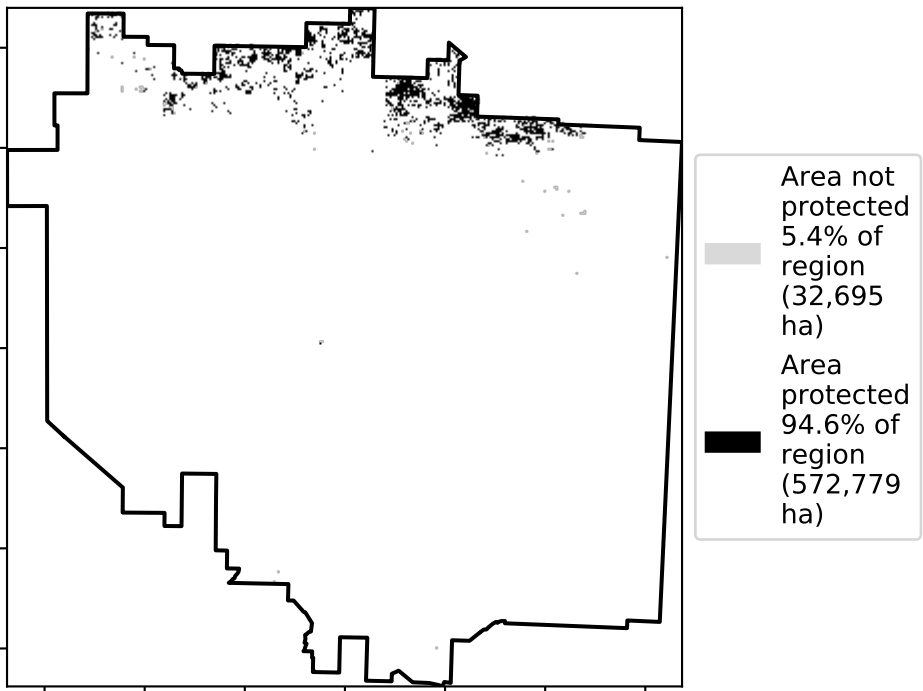 Area not
protected
5.4% of
region
(32,695
ha)
Area
protected
94.6% of
region
(572,779
ha)